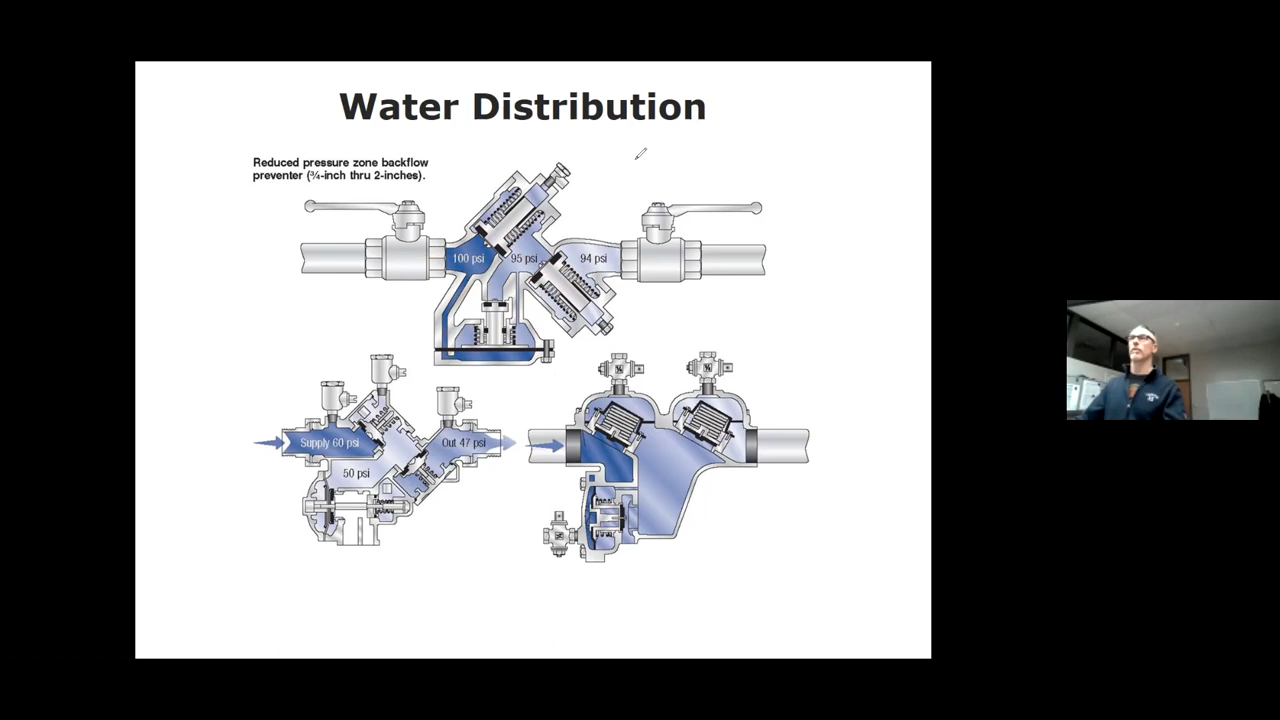 Water Distribution
Reduced pressure zone backflow
preventer (¾-inch thru 2-inches).
100 psi
95 psi
94 psi
Supply 60 psi
Out 47 psi
50 psi